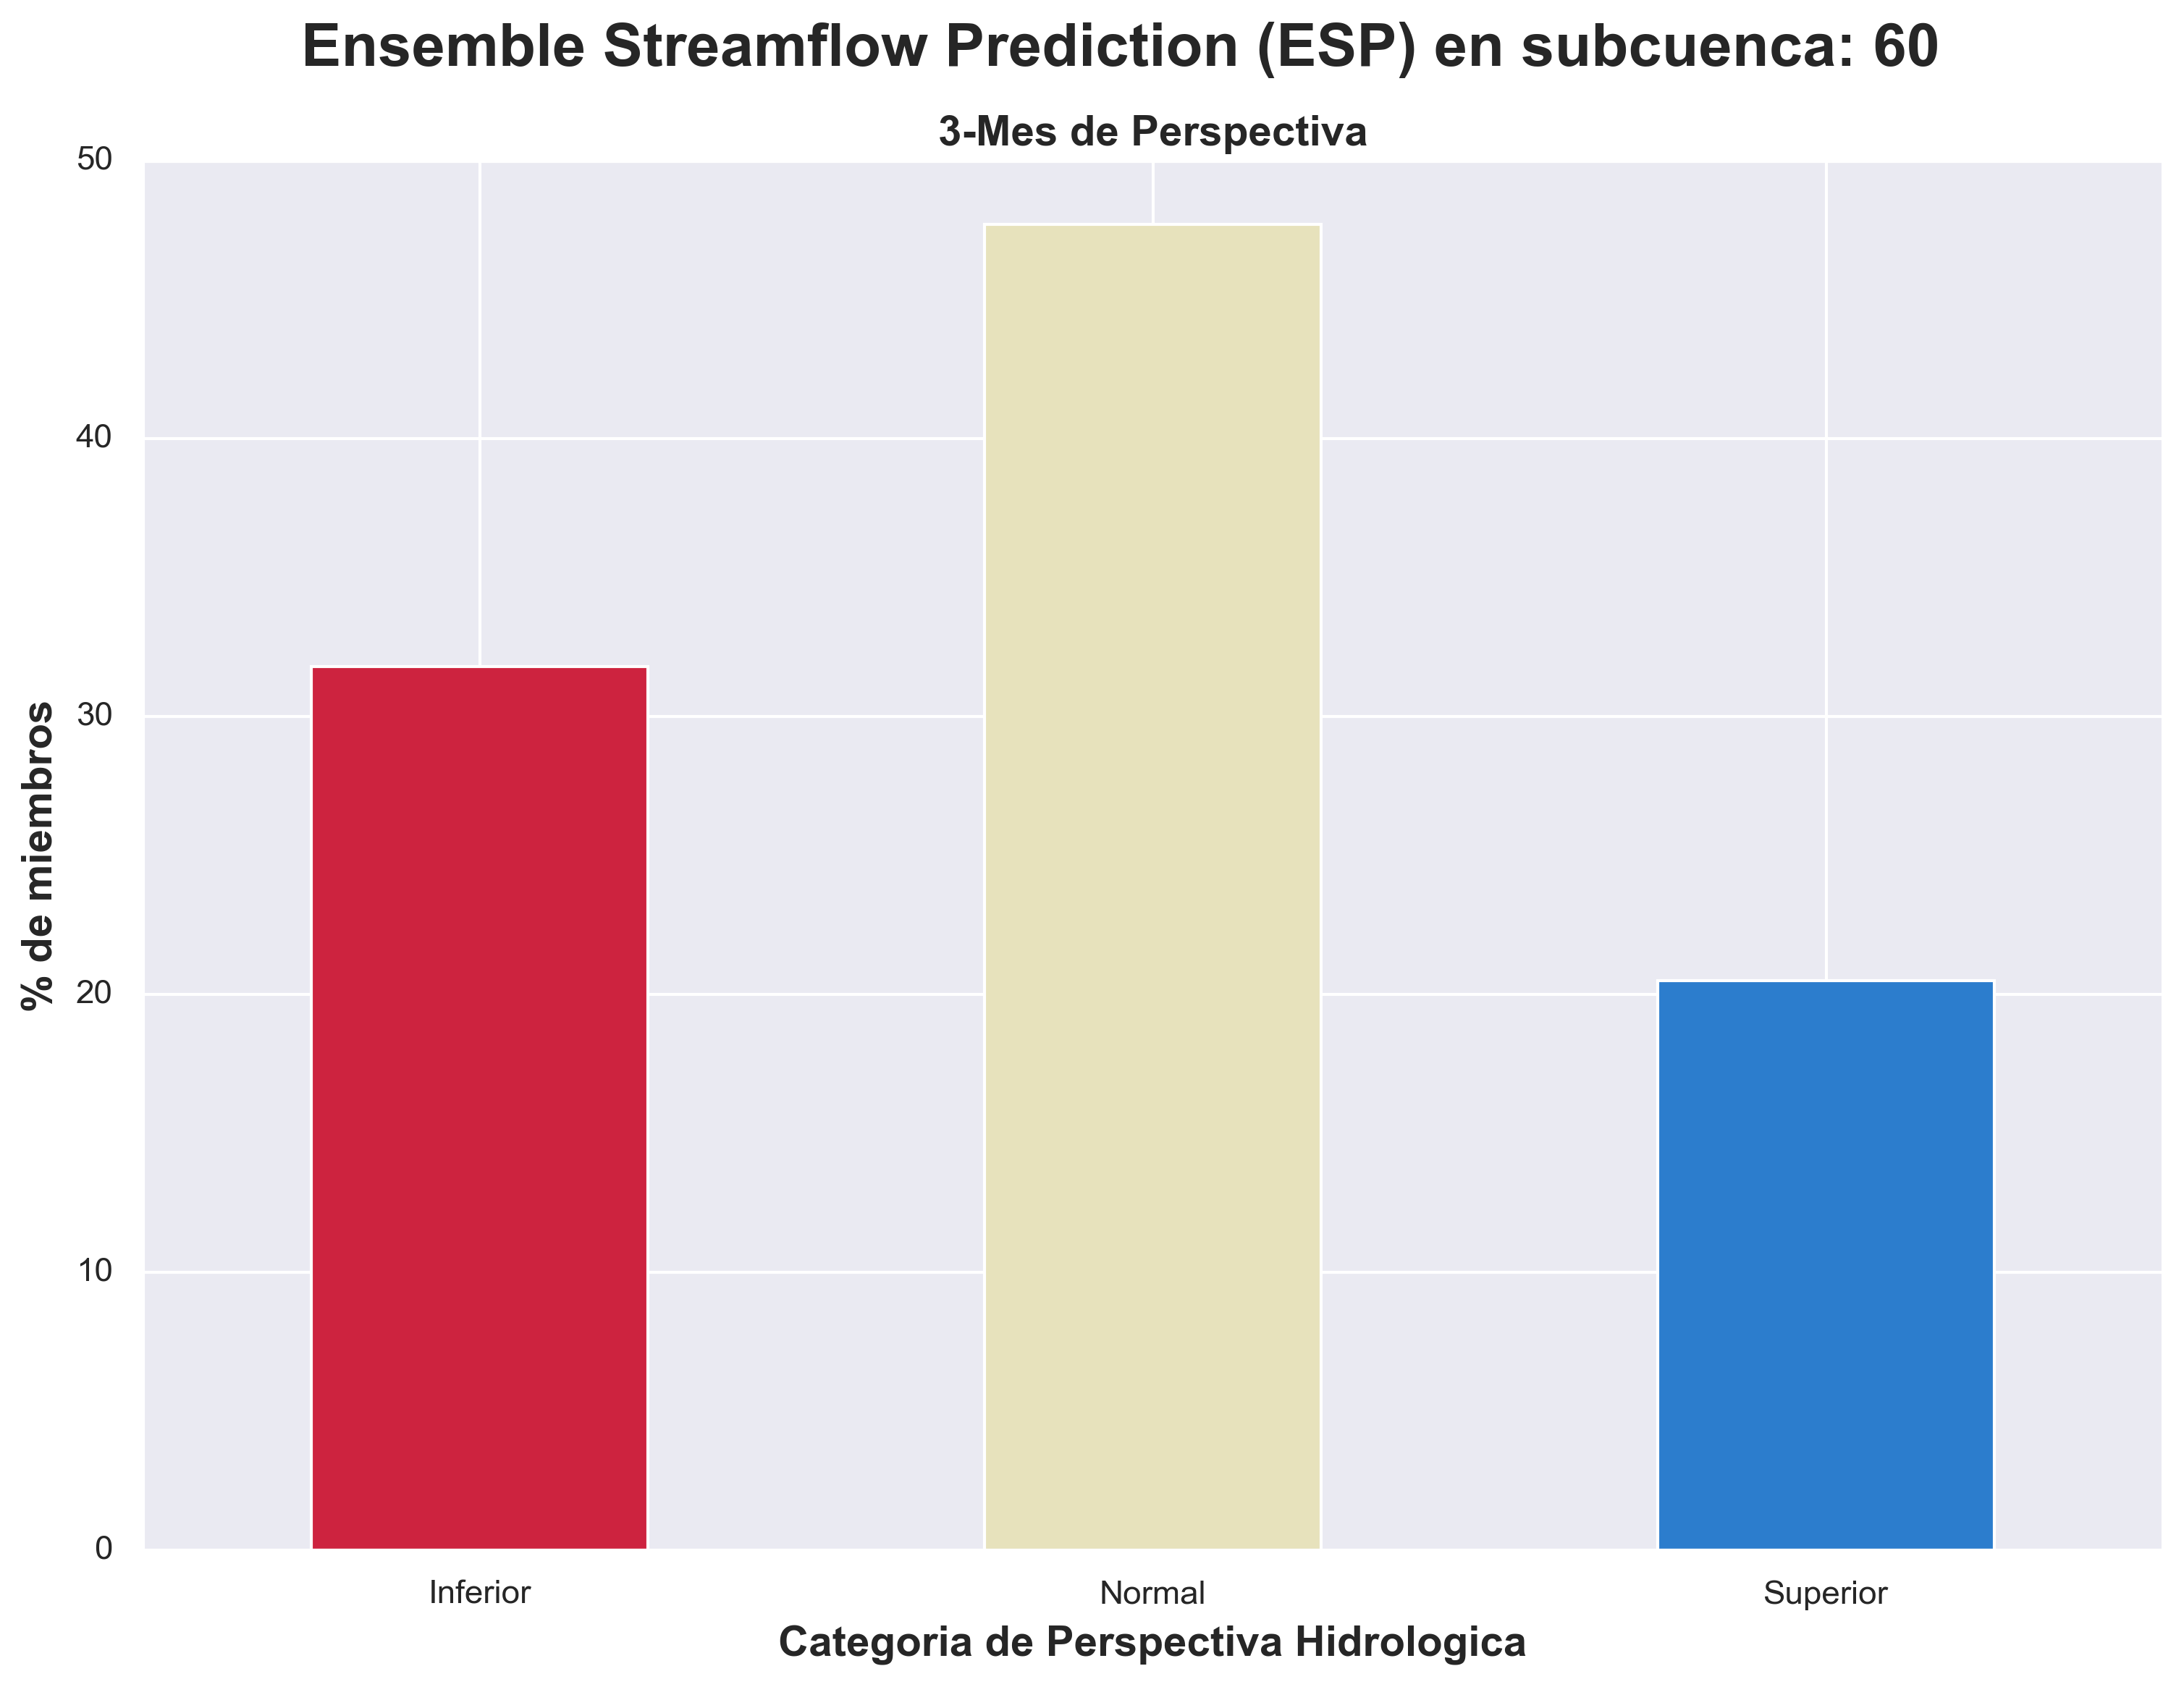 Ensemble Streamflow Prediction (ESP) en subcuenca: 60
3-Mes de Perspectiva
50
40
30
20
10
0
% de miembros
Inferior
Normal
Superior
Categoria de Perspectiva Hidrologica